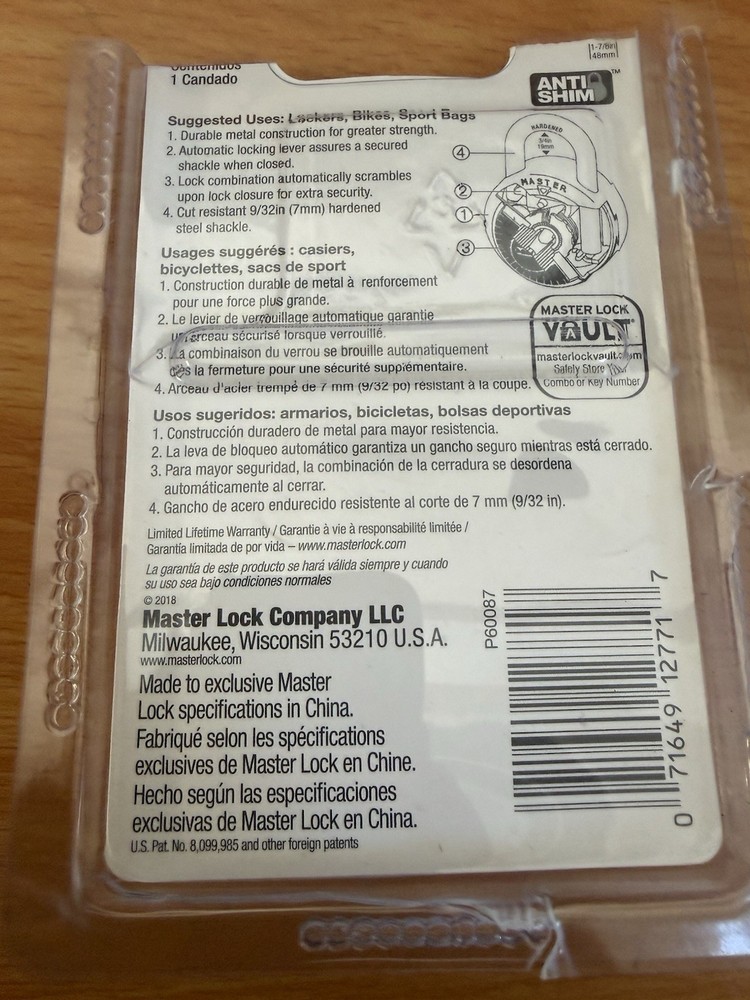 1 Candado
1-7/8in
48mm
ANTI
SHIM™
Suggested Uses: Lockers, Bikes, Sport Bags
1. Durable metal construction for greater strength.
2. Automatic locking lever assures a secured
shackle when closed.
3. Lock combination automatically scrambles
upon lock closure for extra security.
4. Cut resistant 9/32in (7mm) hardened
steel shackle.
HARDENED
3/4in
19mm
MASTER
4
2
1
3
Usages suggérés : casiers,
bicyclettes, sacs de sport
1. Construction durable de metal à renforcement
pour une force plus grande.
2. Le levier de verrouillage automatique garantie
un arceau sécurisé lorsque verrouillé.
3. La combinaison du verrou se brouille automatiquement
dès la fermeture pour une sécurité supplémentaire.
4. Arceau d'acier trempé de 7 mm (9/32 po) résistant à la coupe.
MASTER LOCK
VAULT
masterlockvault.com
Safely Store Your
Combo or Key Number
Usos sugeridos: armarios, bicicletas, bolsas deportivas
1. Construcción duradero de metal para mayor resistencia.
2. La leva de bloqueo automático garantiza un gancho seguro mientras está cerrado.
3. Para mayor seguridad, la combinación de la cerradura se desordena
automáticamente al cerrar.
4. Gancho de acero endurecido resistente al corte de 7 mm (9/32 in).
Limited Lifetime Warranty / Garantie à vie à responsabilité limitée /
Garantía limitada de por vida – www.masterlock.com
La garantía de este producto se hará válida siempre y cuando
su uso sea bajo condiciones normales
© 2018
Master Lock Company LLC
Milwaukee, Wisconsin 53210 U.S.A.
www.masterlock.com
Made to exclusive Master
Lock specifications in China.
Fabriqué selon les spécifications
exclusives de Master Lock en Chine.
Hecho según las especificaciones
exclusivas de Master Lock en China.
U.S. Pat. No. 8,099,985 and other foreign patents
P60087
0 71649 12771 7